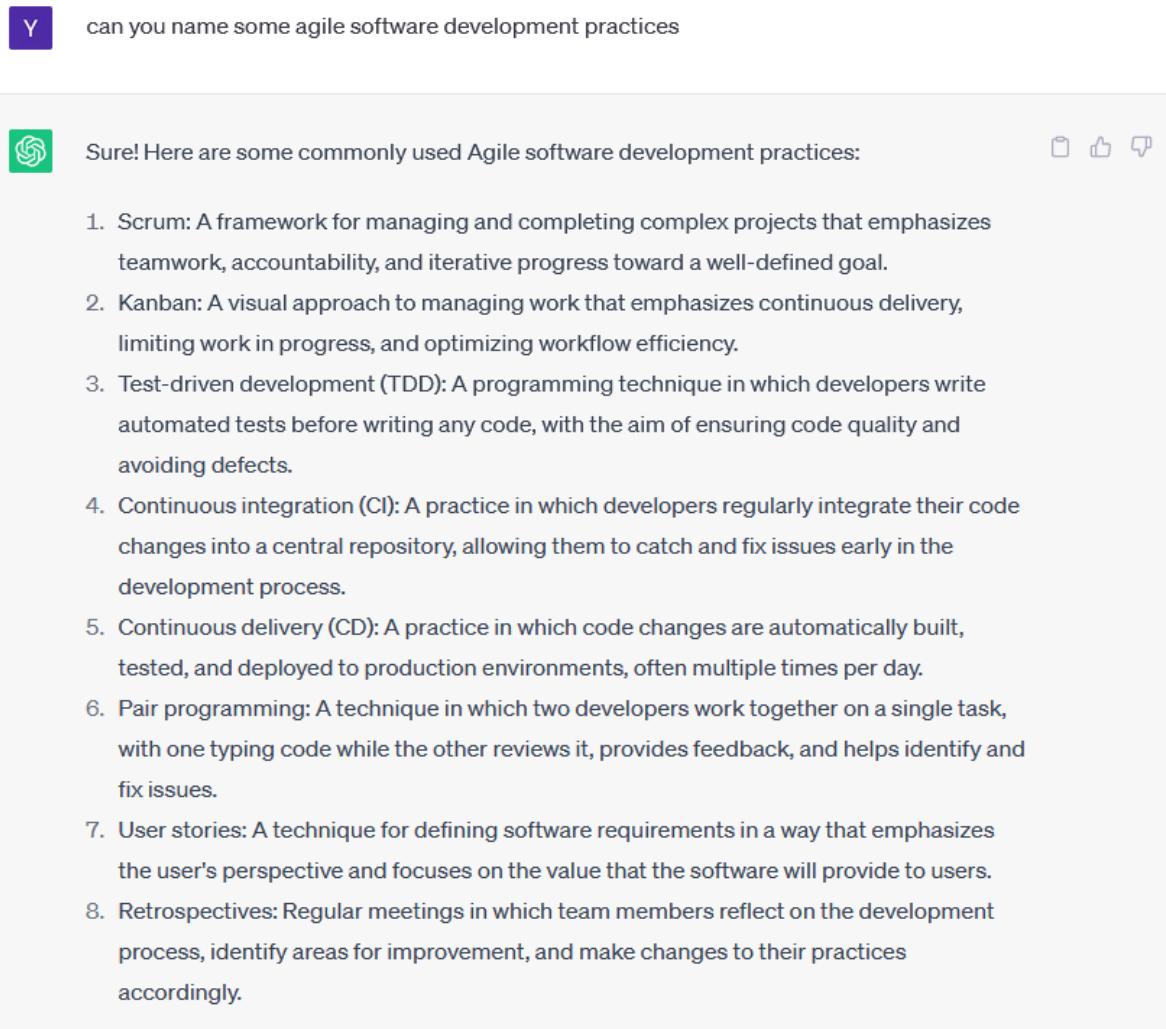 Y
can you name some agile software development practices
Sure! Here are some commonly used Agile software development practices:
1. Scrum: A framework for managing and completing complex projects that emphasizes
teamwork, accountability, and iterative progress toward a well-defined goal.
2. Kanban: A visual approach to managing work that emphasizes continuous delivery,
limiting work in progress, and optimizing workflow efficiency.
3. Test-driven development (TDD): A programming technique in which developers write
automated tests before writing any code, with the aim of ensuring code quality and
avoiding defects.
4. Continuous integration (CI): A practice in which developers regularly integrate their code
changes into a central repository, allowing them to catch and fix issues early in the
development process.
5. Continuous delivery (CD): A practice in which code changes are automatically built,
tested, and deployed to production environments, often multiple times per day.
6. Pair programming: A technique in which two developers work together on a single task,
with one typing code while the other reviews it, provides feedback, and helps identify and
fix issues.
7. User stories: A technique for defining software requirements in a way that emphasizes
the user's perspective and focuses on the value that the software will provide to users.
8. Retrospectives: Regular meetings in which team members reflect on the development
process, identify areas for improvement, and make changes to their practices
accordingly.